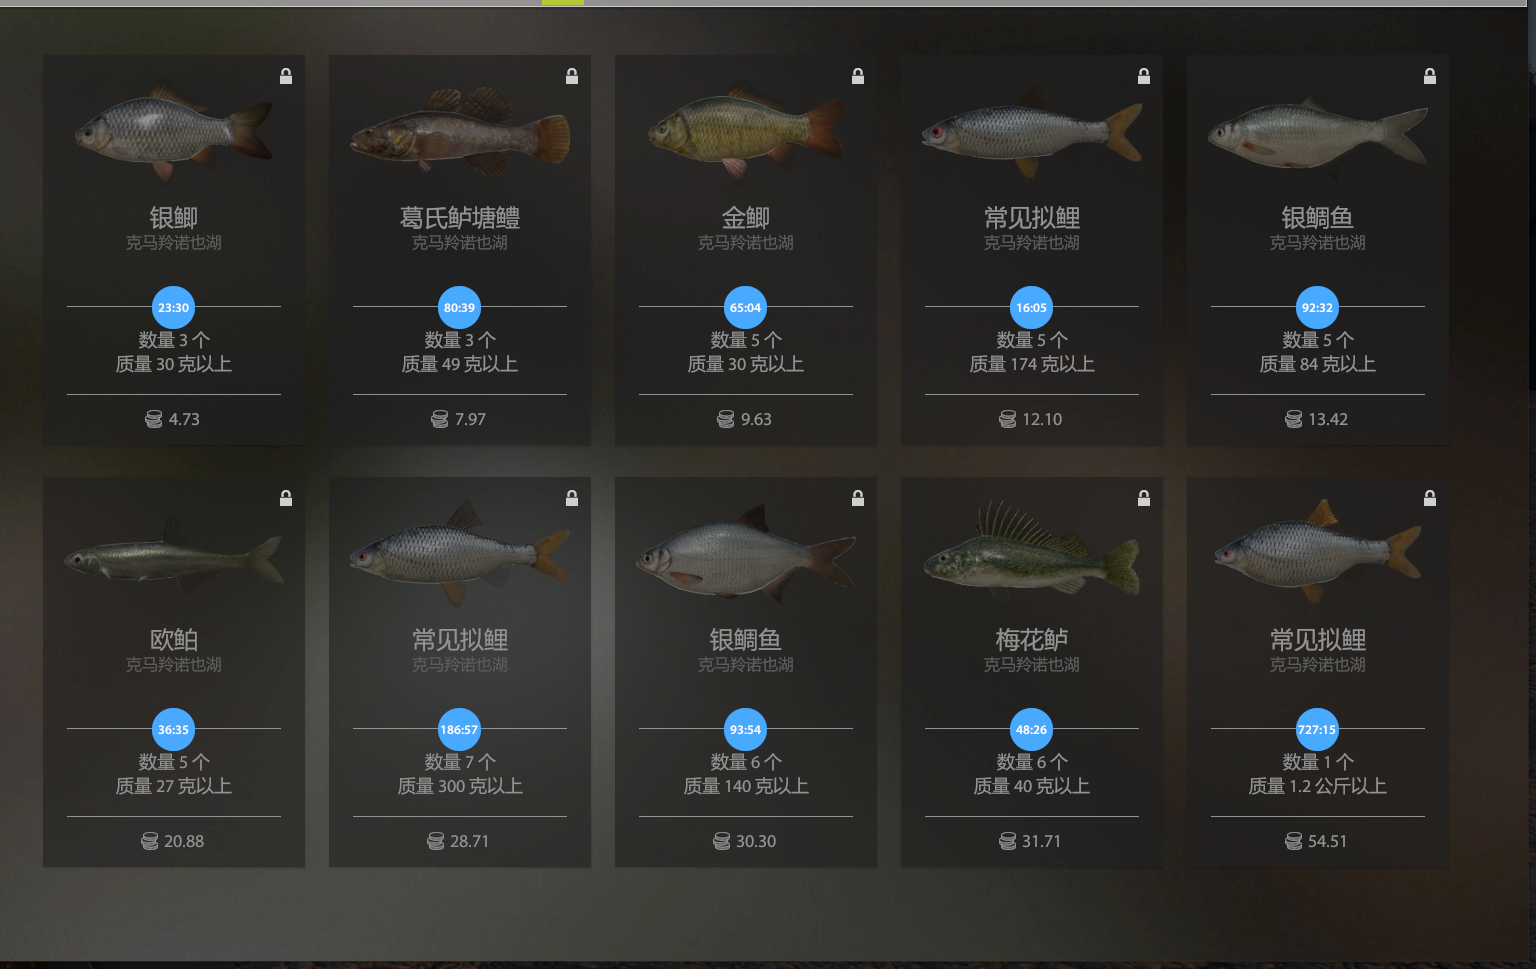 银鲫
克马羚诺也湖
23:30
数量 3 个
质量 30 克以上
4.73
葛氏鲈塘鳢
克马羚诺也湖
80:39
数量 3 个
质量 49 克以上
7.97
金鲫
克马羚诺也湖
65:04
数量 5 个
质量 30 克以上
9.63
常见拟鲤
克马羚诺也湖
16:05
数量 5 个
质量 174 克以上
12.10
银鲷鱼
克马羚诺也湖
92:32
数量 5 个
质量 84 克以上
13.42
欧鲌
克马羚诺也湖
36:35
数量 5 个
质量 27 克以上
20.88
常见拟鲤
克马羚诺也湖
186:57
数量 7 个
质量 300 克以上
28.71
银鲷鱼
克马羚诺也湖
93:54
数量 6 个
质量 140 克以上
30.30
梅花鲈
克马羚诺也湖
48:26
数量 6 个
质量 40 克以上
31.71
常见拟鲤
克马羚诺也湖
727:15
数量 1 个
质量 1.2 公斤以上
54.51